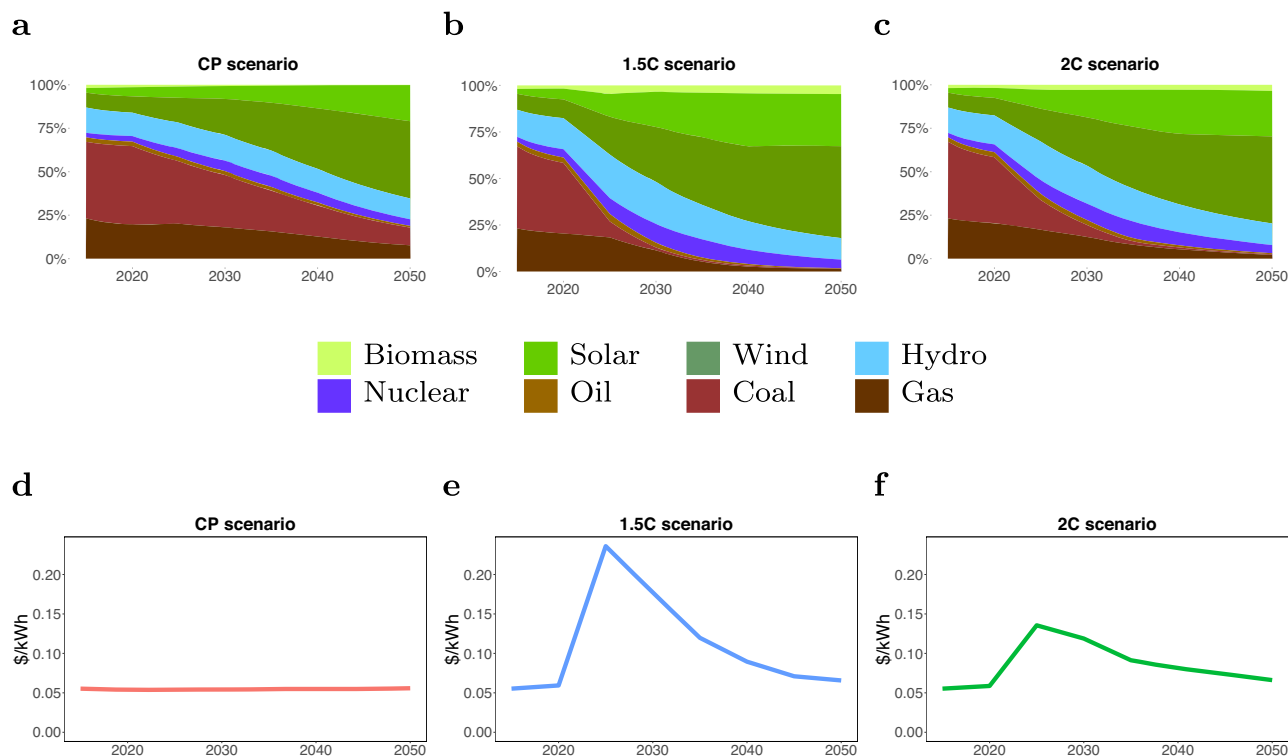 a
CP scenario
100%
75%
50%
25%
0%
2020 2030 2040 2050
b
1.5C scenario
100%
75%
50%
25%
0%
2020 2030 2040 2050
c
2C scenario
100%
75%
50%
25%
0%
2020 2030 2040 2050
Biomass Solar Wind Hydro
Nuclear Oil Coal Gas
d
CP scenario
$/kWh
0.20
0.15
0.10
0.05
0.00
2020 2030 2040 2050
e
1.5C scenario
$/kWh
0.20
0.15
0.10
0.05
0.00
2020 2030 2040 2050
f
2C scenario
$/kWh
0.20
0.15
0.10
0.05
0.00
2020 2030 2040 2050